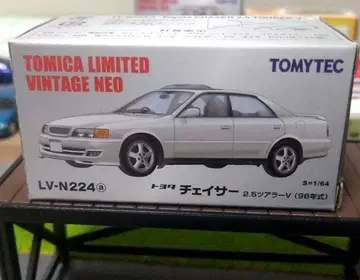 TOMICA LIMITED
VINTAGE NEO
TOMYTEC
LV-N224ⓐ
S=1/64
トヨタ チェイサー 2.5ツアラーV (98年式)